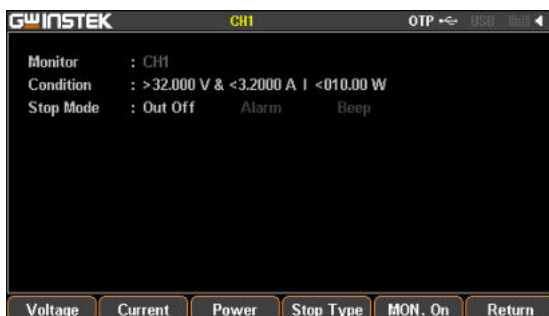 GWINSTEK CH1 OTP USB
Monitor : CH1
Condition : >32.000 V & <3.2000 A | <010.00 W
Stop Mode : Out Off Alarm Beep
Voltage Current Power Stop Type MON. On Return